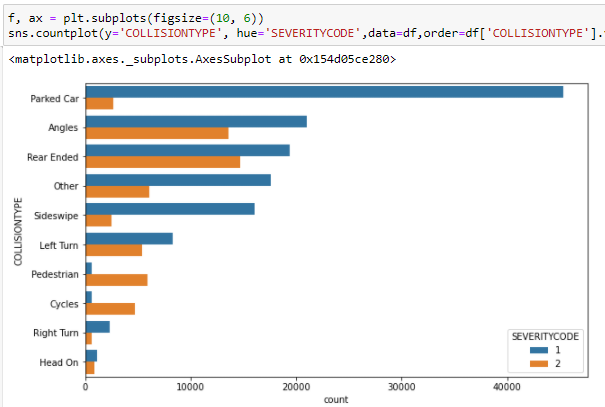 f, ax = plt.subplots(figsize=(10, 6))
sns.countplot(y='COLLISIONTYPE', hue='SEVERITYCODE',data=df,order=df['COLLISIONTYPE'].
<matplotlib.axes._subplots.AxesSubplot at 0x154d05ce280>
Parked Car
Angles
Rear Ended
Other
Sideswipe
Left Turn
Pedestrian
Cycles
Right Turn
Head On
COLLISIONTYPE
SEVERITYCODE
1
2
0 10000 20000 30000 40000
count